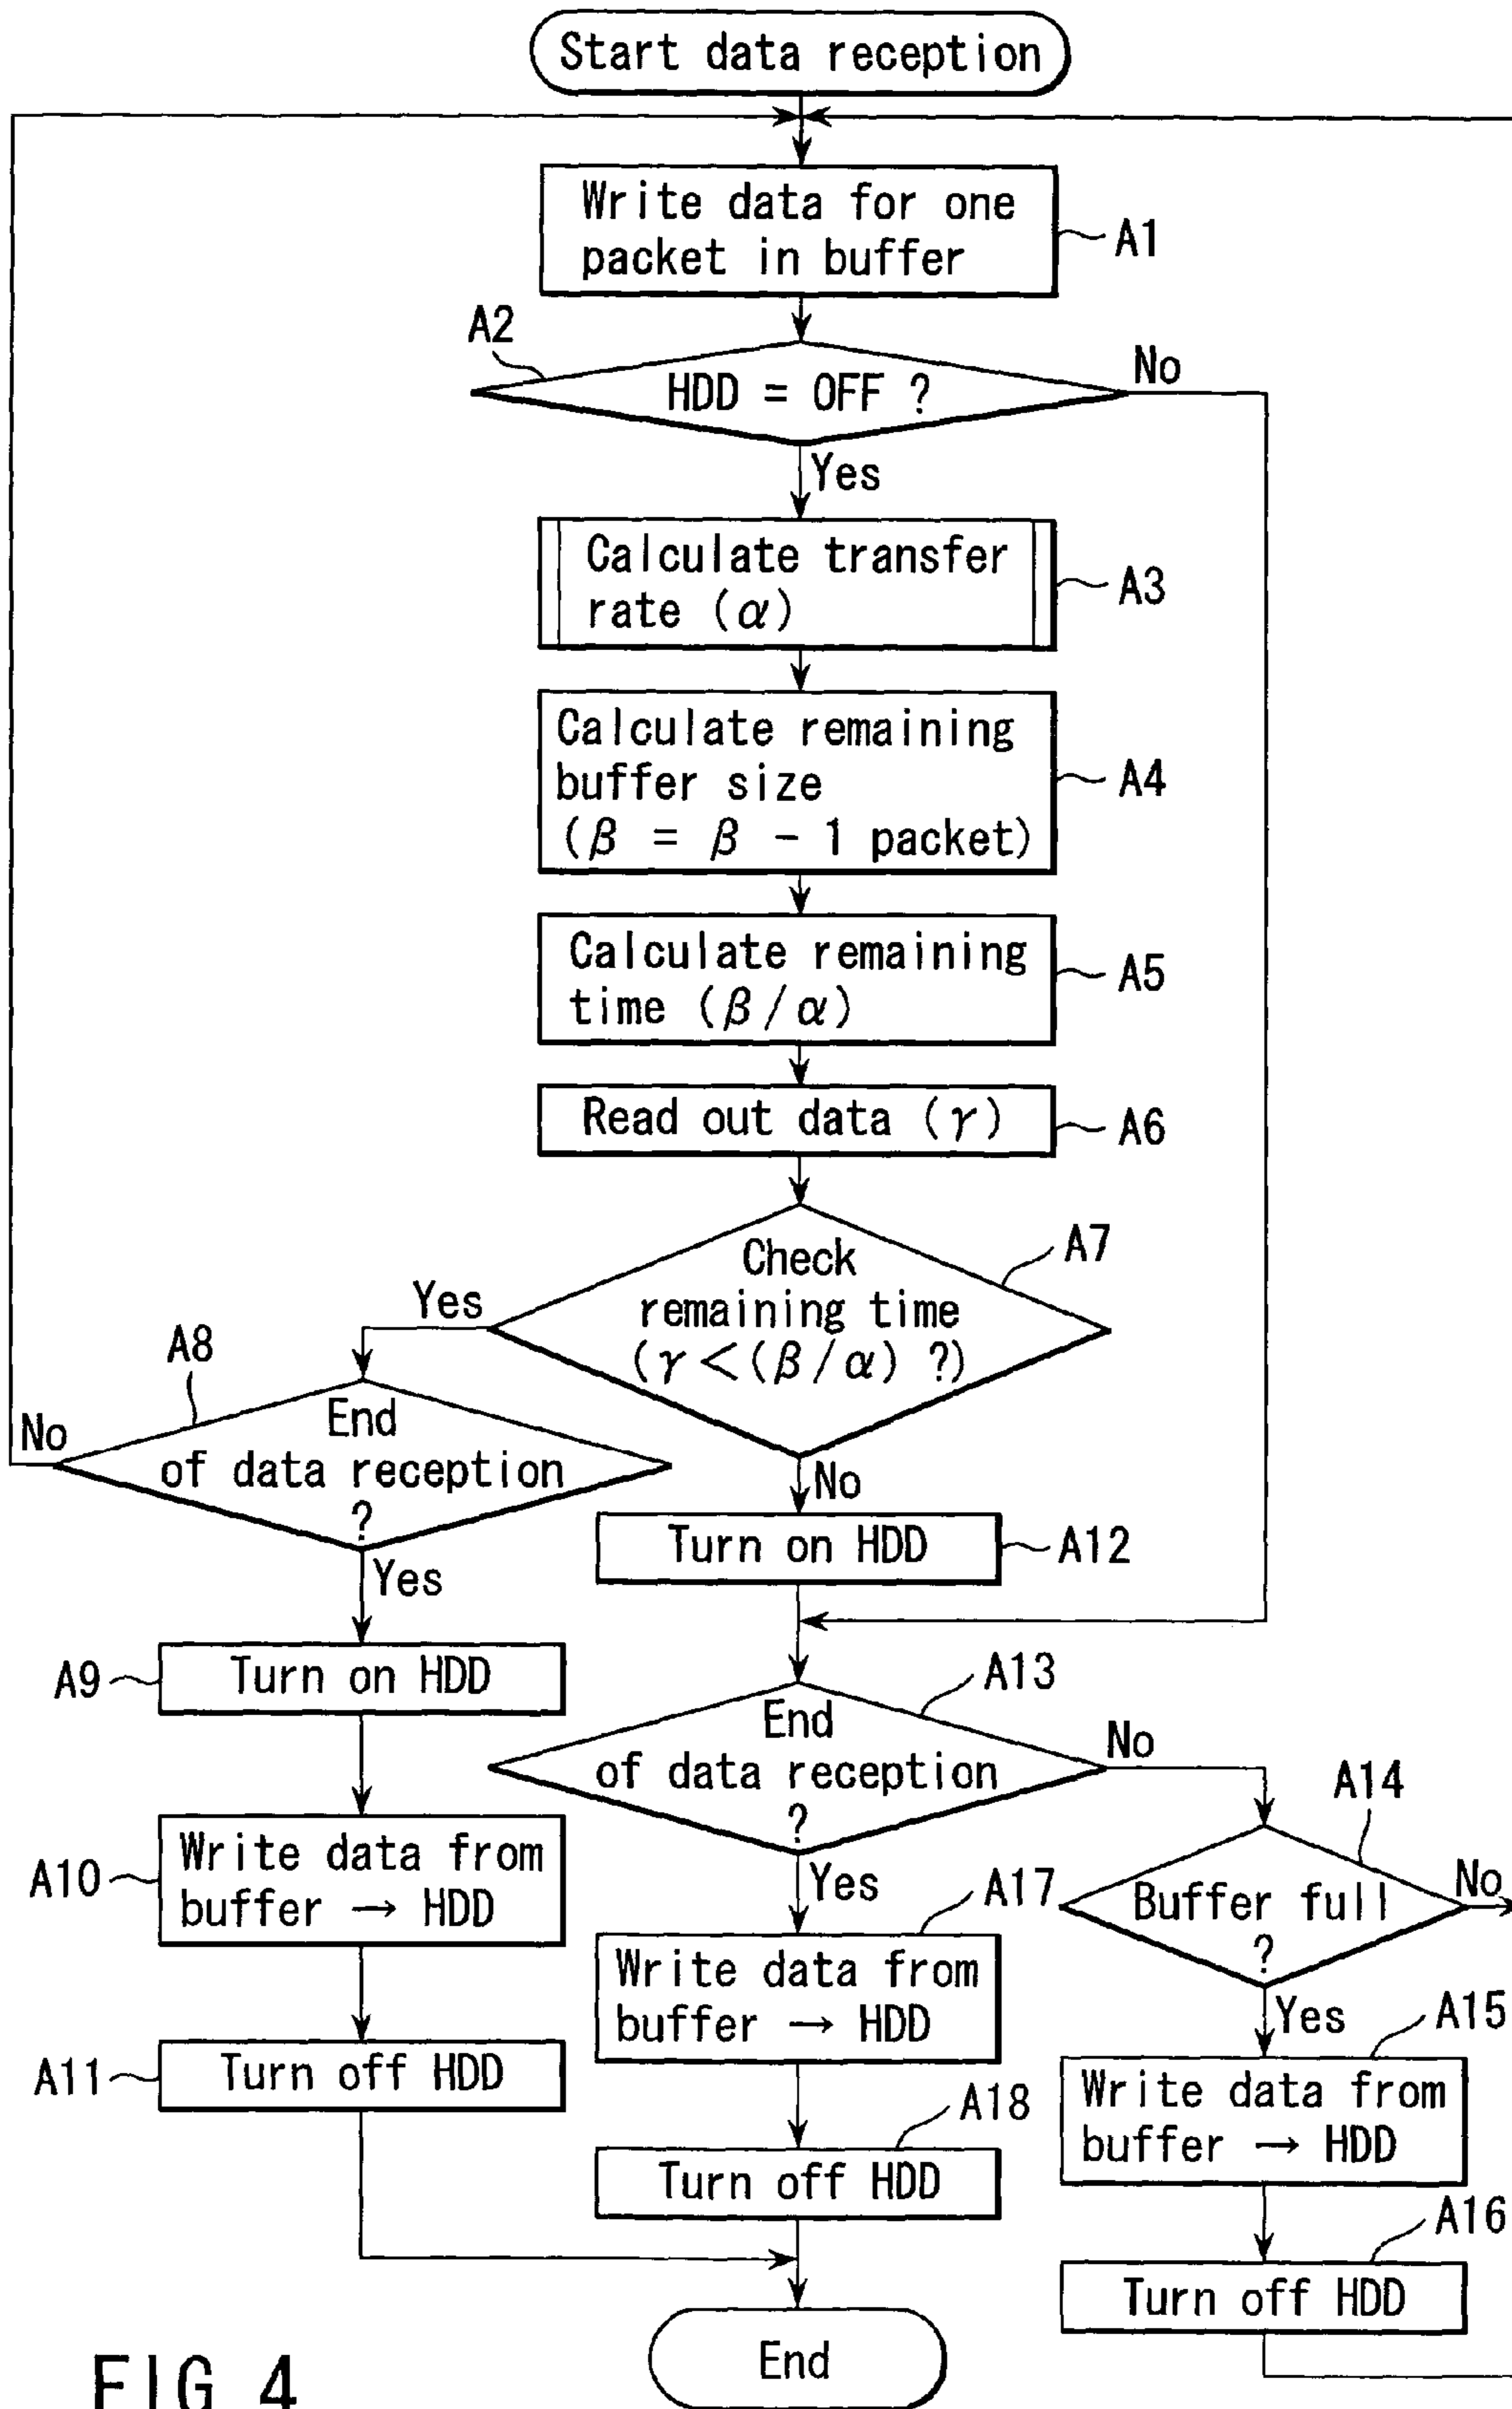 Start data reception
Write data for one
packet in buffer
A1
A2
HDD = OFF ?
No
Yes
Calculate transfer
rate (α)
A3
Calculate remaining
buffer size
(β = β - 1 packet)
A4
Calculate remaining
time (β/α)
A5
Read out data (γ)
A6
Check
remaining time
(γ<(β/α) ?)
A7
Yes
No
A8
End
of data reception
?
No
Yes
Turn on HDD
A12
A9
Turn on HDD
A13
End
of data reception
?
No
Yes
A10
Write data from
buffer → HDD
A14
Buffer full
?
No
Yes
A17
Write data from
buffer → HDD
A11
Turn off HDD
A15
Write data from
buffer → HDD
A18
Turn off HDD
A16
Turn off HDD
End
FIG 4